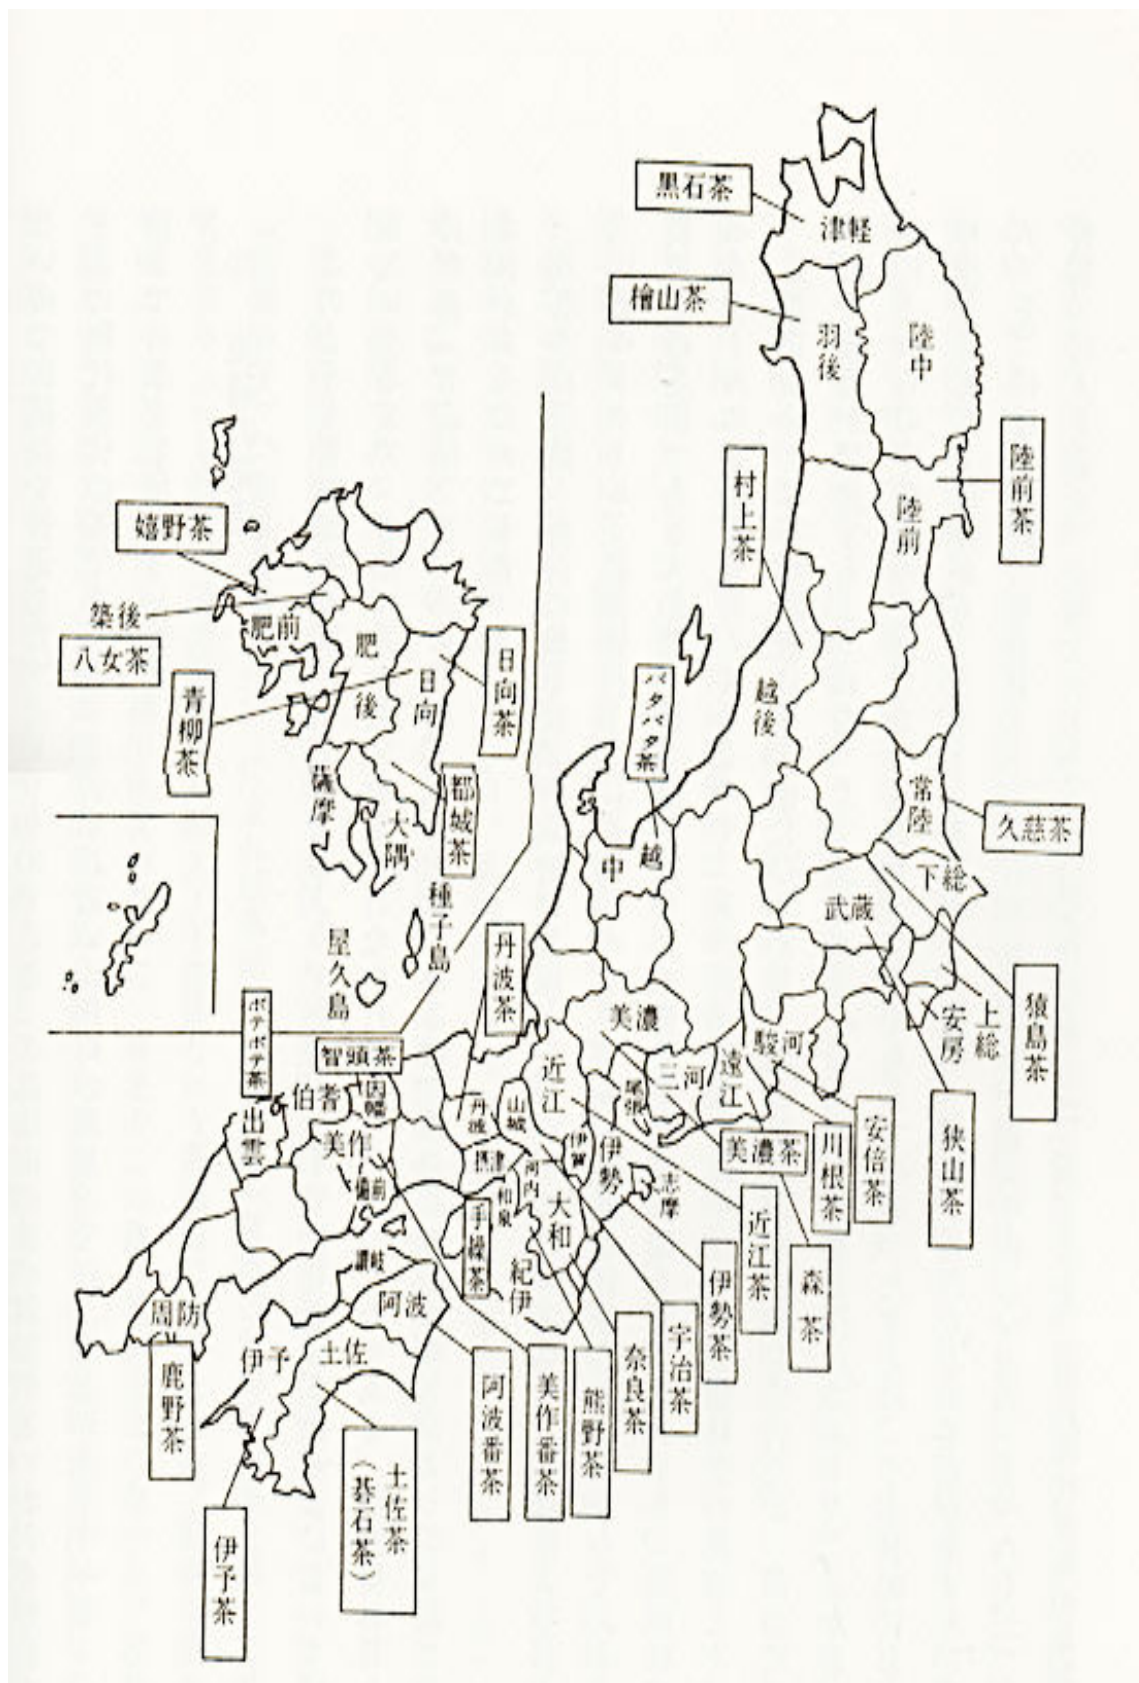 黒石茶
津軽
檜山茶
羽後
陸中
陸前茶
陸前
村上茶
越後
バタバタ茶
越中
常陸
久慈茶
下総
武蔵
上総
安房
猿島茶
狭山茶
嬉野茶
築後
肥前
八女茶
青柳茶
肥後
日向
日向茶
薩摩
大隅
都城茶
種子島
屋久島
丹波茶
ボテボテ茶
智頭茶
伯耆
因幡
出雲
美作
備前
丹波
山城
近江
美濃
尾張
三河
遠江
駿河
摂津
河内
和泉
伊賀
伊勢
志摩
大和
紀伊
手繰茶
美濃茶
川根茶
安倍茶
近江茶
森茶
伊勢茶
宇治茶
奈良茶
熊野茶
美作番茶
阿波番茶
讃岐
阿波
伊予
土佐
周防
鹿野茶
土佐茶
(碁石茶)
伊予茶